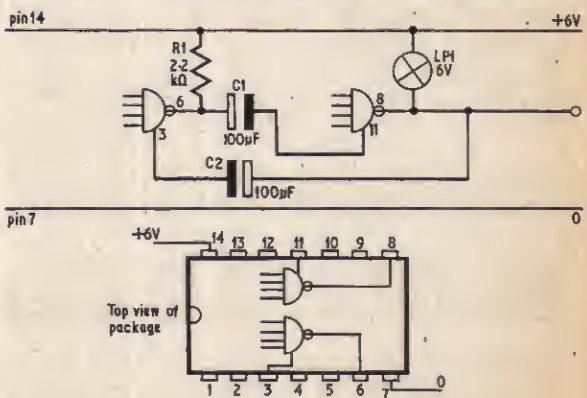 pin14
+6V
R1
2·2
kΩ
C1
100µF
6
3
LP1
6V
8
11
C2
100µF
pin7
0
+6V
14 13 12 11 10 9 8
Top view of
package
1 2 3 4 5 6 7
0